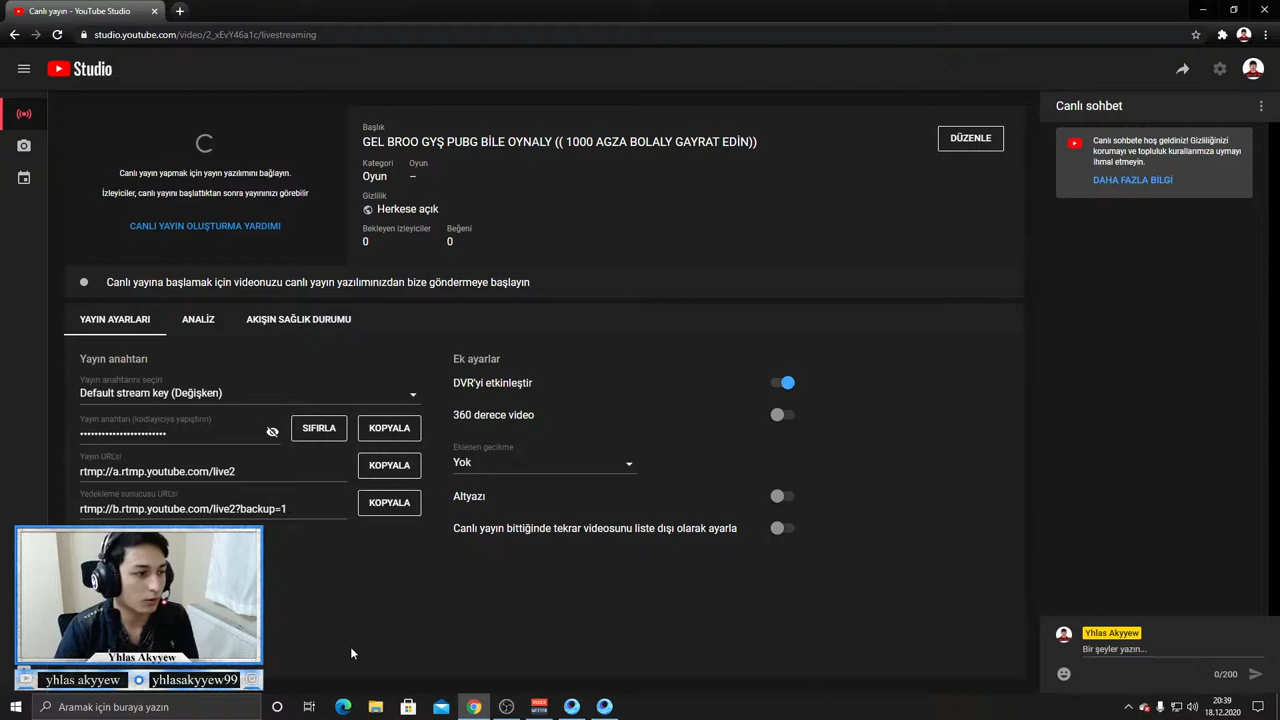 Canlı yayın - YouTube Studio
studio.youtube.com/video/2_xEvY46a1c/livestreaming
Studio
Canlı yayın yapmak için yayın yazılımını bağlayın.
İzleyiciler, canlı yayını başlattıktan sonra yayınınızı görebilir
CANLI YAYIN OLUŞTURMA YARDIMI
Başlık
GEL BROO GYŞ PUBG BİLE OYNALY (( 1000 AGZA BOLALY GAYRAT EDİN))
Kategori
Oyun
Oyun
–
Gizlilik
Herkese açık
Bekleyen izleyiciler
0
Beğeni
0
DÜZENLE
Canlı yayına başlamak için videonuzu canlı yayın yazılımınızdan bize göndermeye başlayın
YAYIN AYARLARI
ANALİZ
AKIŞIN SAĞLIK DURUMU
Yayın anahtarı
Yayın anahtarını seçin
Default stream key (Değişken)
Yayın anahtarı (kodlayıcıya yapıştırın)
SIFIRLA
KOPYALA
Yayın URL'si
rtmp://a.rtmp.youtube.com/live2
KOPYALA
Yedekleme sunucusu URL'si
rtmp://b.rtmp.youtube.com/live2?backup=1
KOPYALA
Ek ayarlar
DVR'yi etkinleştir
360 derece video
Eklenen gecikme
Yok
Altyazı
Canlı yayın bittiğinde tekrar videosunu liste dışı olarak ayarla
Canlı sohbet
Canlı sohbete hoş geldiniz! Gizliliğinizi
korumayı ve topluluk kurallarımıza uymayı
ihmal etmeyin.
DAHA FAZLA BİLGİ
Yhlas Akyyew
Bir şeyler yazın...
0/200
Yhlas Akyyew
yhlas akyyew
yhlasakyyew99
Aramak için buraya yazın
20:39
18.12.2020